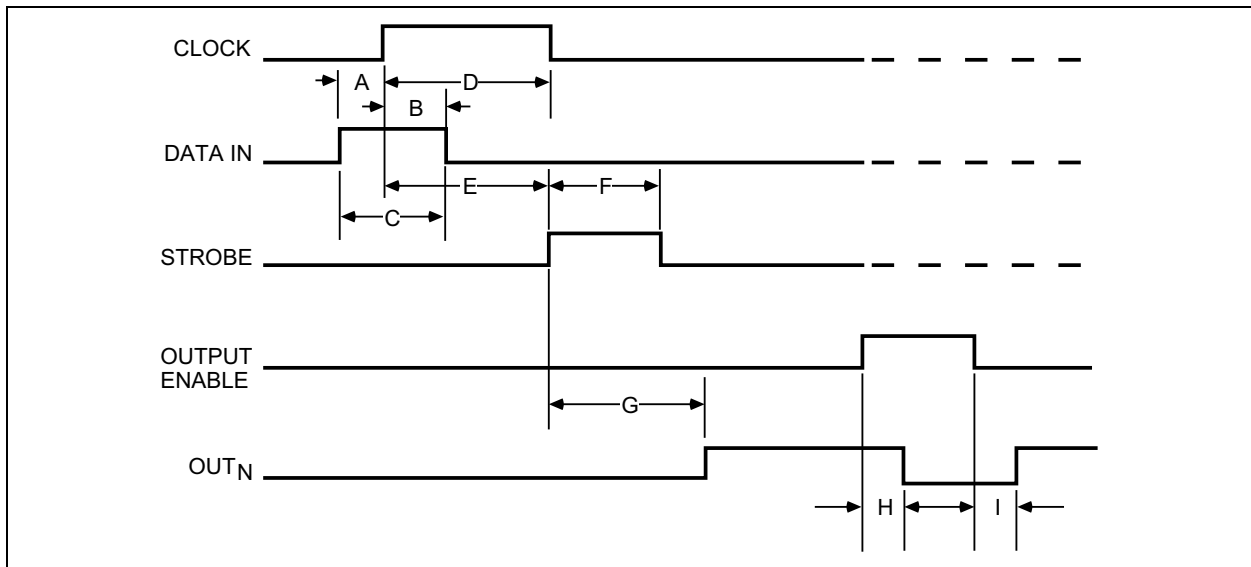 CLOCK
A
D
B
DATA IN
E
F
C
STROBE
OUTPUT
ENABLE
G
OUTN
H
I